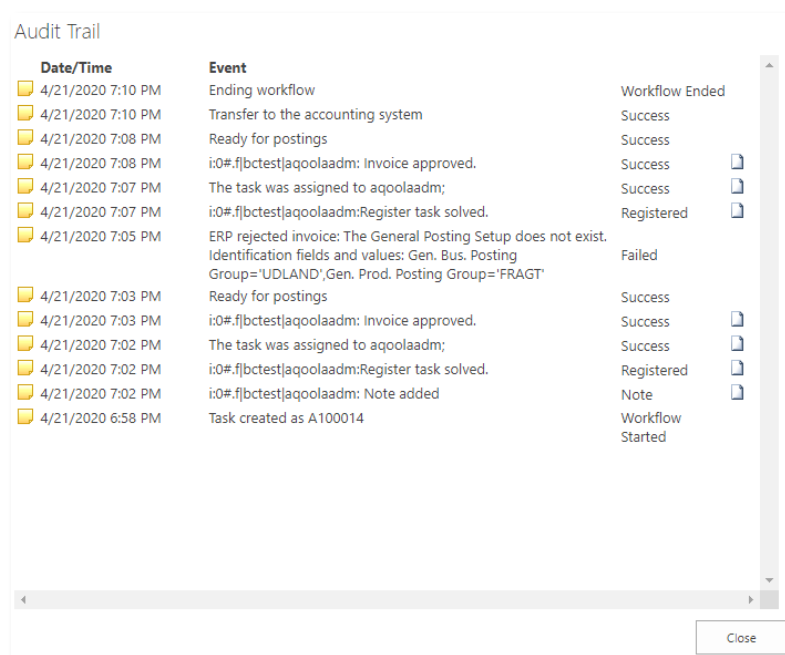 Audit Trail
Date/Time Event
4/21/2020 7:10 PM Ending workflow Workflow Ended
4/21/2020 7:10 PM Transfer to the accounting system Success
4/21/2020 7:08 PM Ready for postings Success
4/21/2020 7:08 PM i:0#.f|bctest|aqoolaadm: Invoice approved. Success
4/21/2020 7:07 PM The task was assigned to aqoolaadm; Success
4/21/2020 7:07 PM i:0#.f|bctest|aqoolaadm:Register task solved. Registered
4/21/2020 7:05 PM ERP rejected invoice: The General Posting Setup does not exist.
Identification fields and values: Gen. Bus. Posting Failed
Group='UDLAND',Gen. Prod. Posting Group='FRAGT'
4/21/2020 7:03 PM Ready for postings Success
4/21/2020 7:03 PM i:0#.f|bctest|aqoolaadm: Invoice approved. Success
4/21/2020 7:02 PM The task was assigned to aqoolaadm; Success
4/21/2020 7:02 PM i:0#.f|bctest|aqoolaadm:Register task solved. Registered
4/21/2020 7:02 PM i:0#.f|bctest|aqoolaadm: Note added Note
4/21/2020 6:58 PM Task created as A100014 Workflow
Started
Close